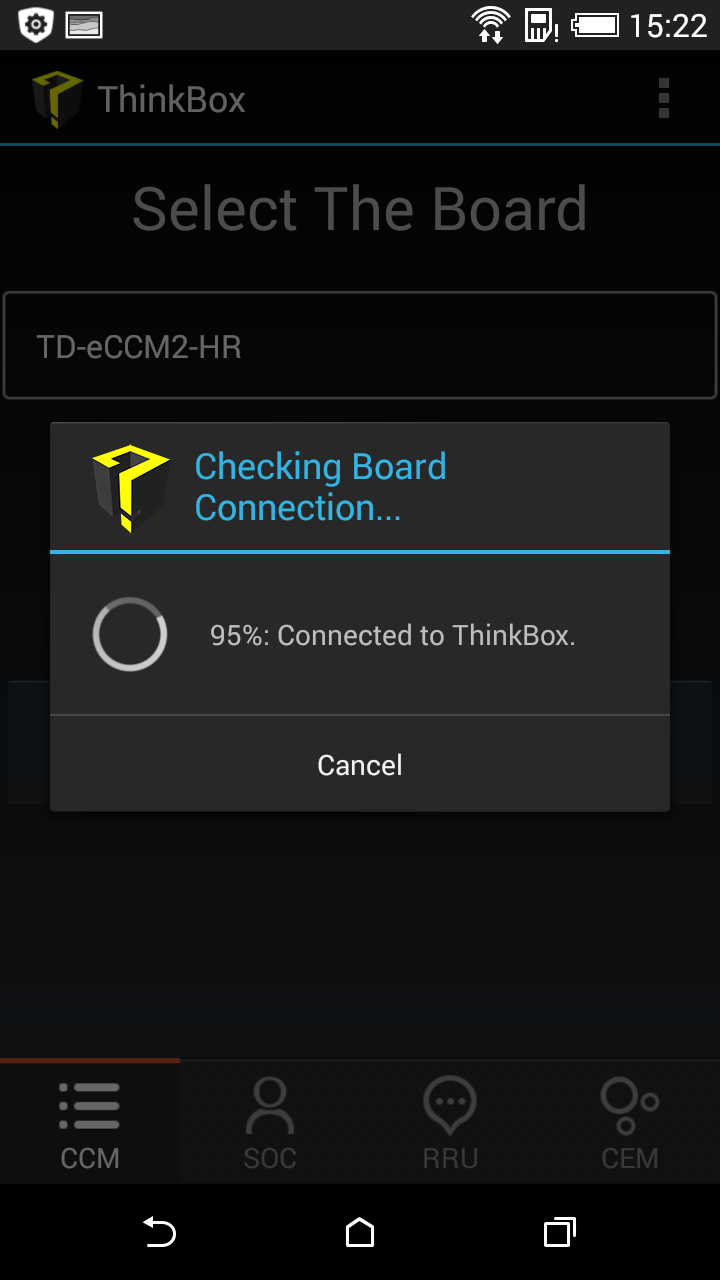 15:22
ThinkBox
Select The Board
TD-eCCM2-HR
Checking Board
Connection...
95%: Connected to ThinkBox.
Cancel
CCM
SOC
RRU
CEM